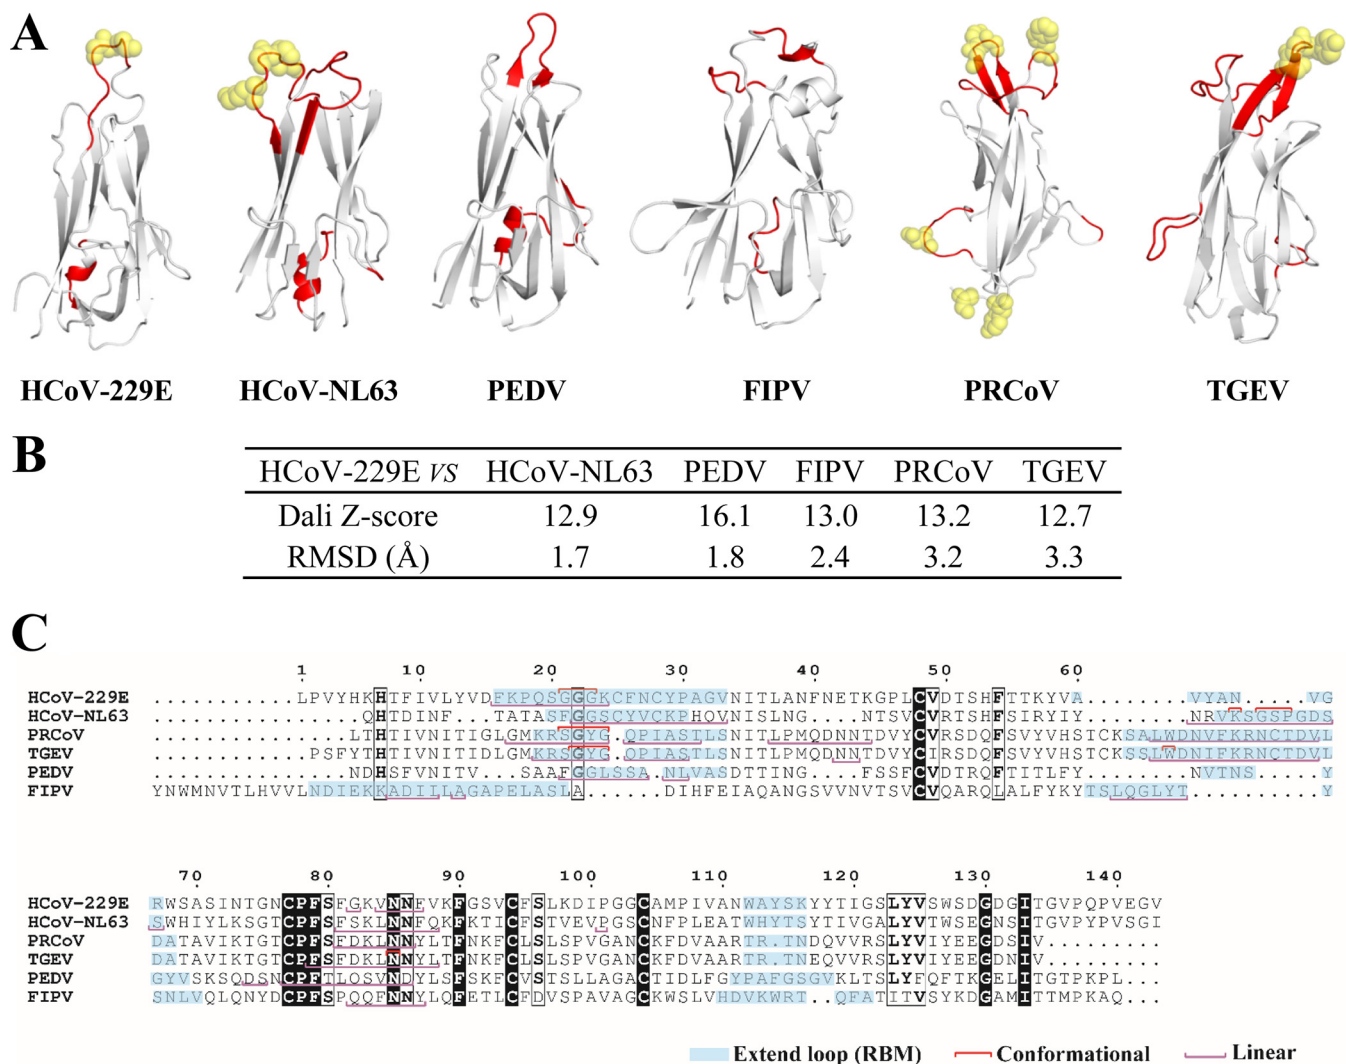 A
HCoV-229E HCoV-NL63 PEDV FIPV PRCoV TGEV
B
HCoV-229E VS HCoV-NL63 PEDV FIPV PRCoV TGEV
Dali Z-score 12.9 16.1 13.0 13.2 12.7
RMSD (Å) 1.7 1.8 2.4 3.2 3.3
C
1 10 20 30 40 50 60
HCoV-229E ...........LPVYHKHTFIVLYVDFKPQSGGGKCFNCYPAGVNITLANFNETKGPLCVDTSHFTTKYVA........VYAN.....VG
HCoV-NL63 ................QHTDINF...TATASFGGSCYVCKPHQVNISLNG....NTSVCVRTSHFSIRYIY........NRVKSGSPGDS
PRCoV ...............LTHTIVNITIGLGMKRSGYG.QPIASTLSNITLPMQDNNTDVYCRSDQFSVYVHSTCKSALWDNVFKRNCTDVL
TGEV ............PSFYTHTIVNITIDLGMKRSGYG.QPIASTLSNITLPMQDNNTDVYCIRSNQFSVYVHSTCKSSLWDNIFKRNCTDVL
PEDV ...............NDHSFVNITV...SAAFGGLSSA.NLVASDTTING....FSSFCVDTRQFTITLFY.........VTNS......Y
FIPV YNWMNVTLHVVLNDIEKKADILLAGAPELASLA......DIHFEIAQANGSVVNVTSVCVQARQLALFYKYTSLQGLYT..........Y
70 80 90 100 110 120 130 140
HCoV-229E RWSASINTGNCPFSFGKVNNFVKFGSVCFSLKDIPGGCAMPIVANWAYSKYYTIGSLYVSWSDGDGITGVPQPVEGV
HCoV-NL63 SWHIYLKSGTCPFSFSKLNNFQKFKTICFSTVEVPGSCNFPLEATWHYTSYTIVGALYVTWSEGNSITGVPYPVSGI
PRCoV DATAVIKTGTCPFSFDKLNNYLTFNKFCLSLSPVGANCKFDVAARTR.TNDQVVRSLYVIYEEGDSIV.........
TGEV DATAVIKTGTCPFSFDKLNNYLTFNKFCLSLSPVGANCKFDVAARTR.TNEQVVRSLYVIYEEGDNIV.........
PEDV GYVSKSQDSNCPFTLQSVNDYLSFSKFCVSTSLLAGACTIDLFGYPAFGSGVKLTSLYFQFTKGELITGTPKPL...
FIPV SNLVQLQNYDCPFSPQQFNNYLQFETLCFDVSPAVAGCKWSLVHDVKWRT..QFATITVSYKDGAMITTMPKAQ...
Extend loop (RBM) Conformational Linear